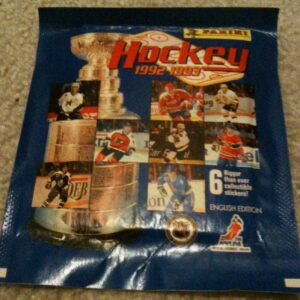 PANINI
Hockey
1992-1993
6 Bigger
than ever
collectible
stickers!
ENGLISH EDITION